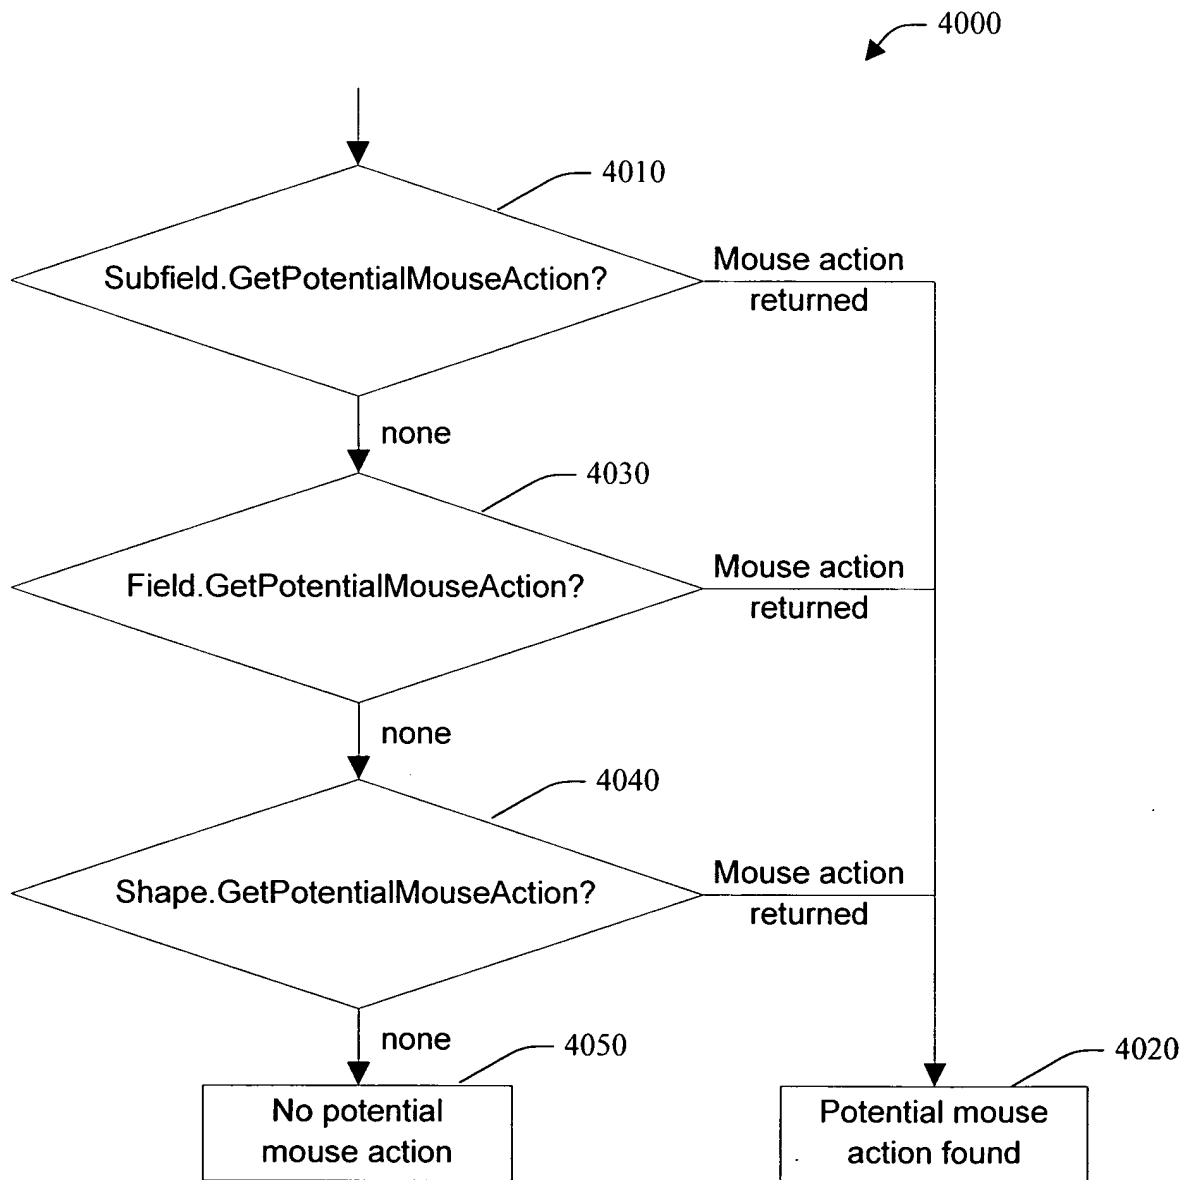 4000
4010
Subfield.GetPotentialMouseAction?
Mouse action
returned
none
4030
Field.GetPotentialMouseAction?
Mouse action
returned
none
4040
Shape.GetPotentialMouseAction?
Mouse action
returned
none
4050
4020
No potential
mouse action
Potential mouse
action found